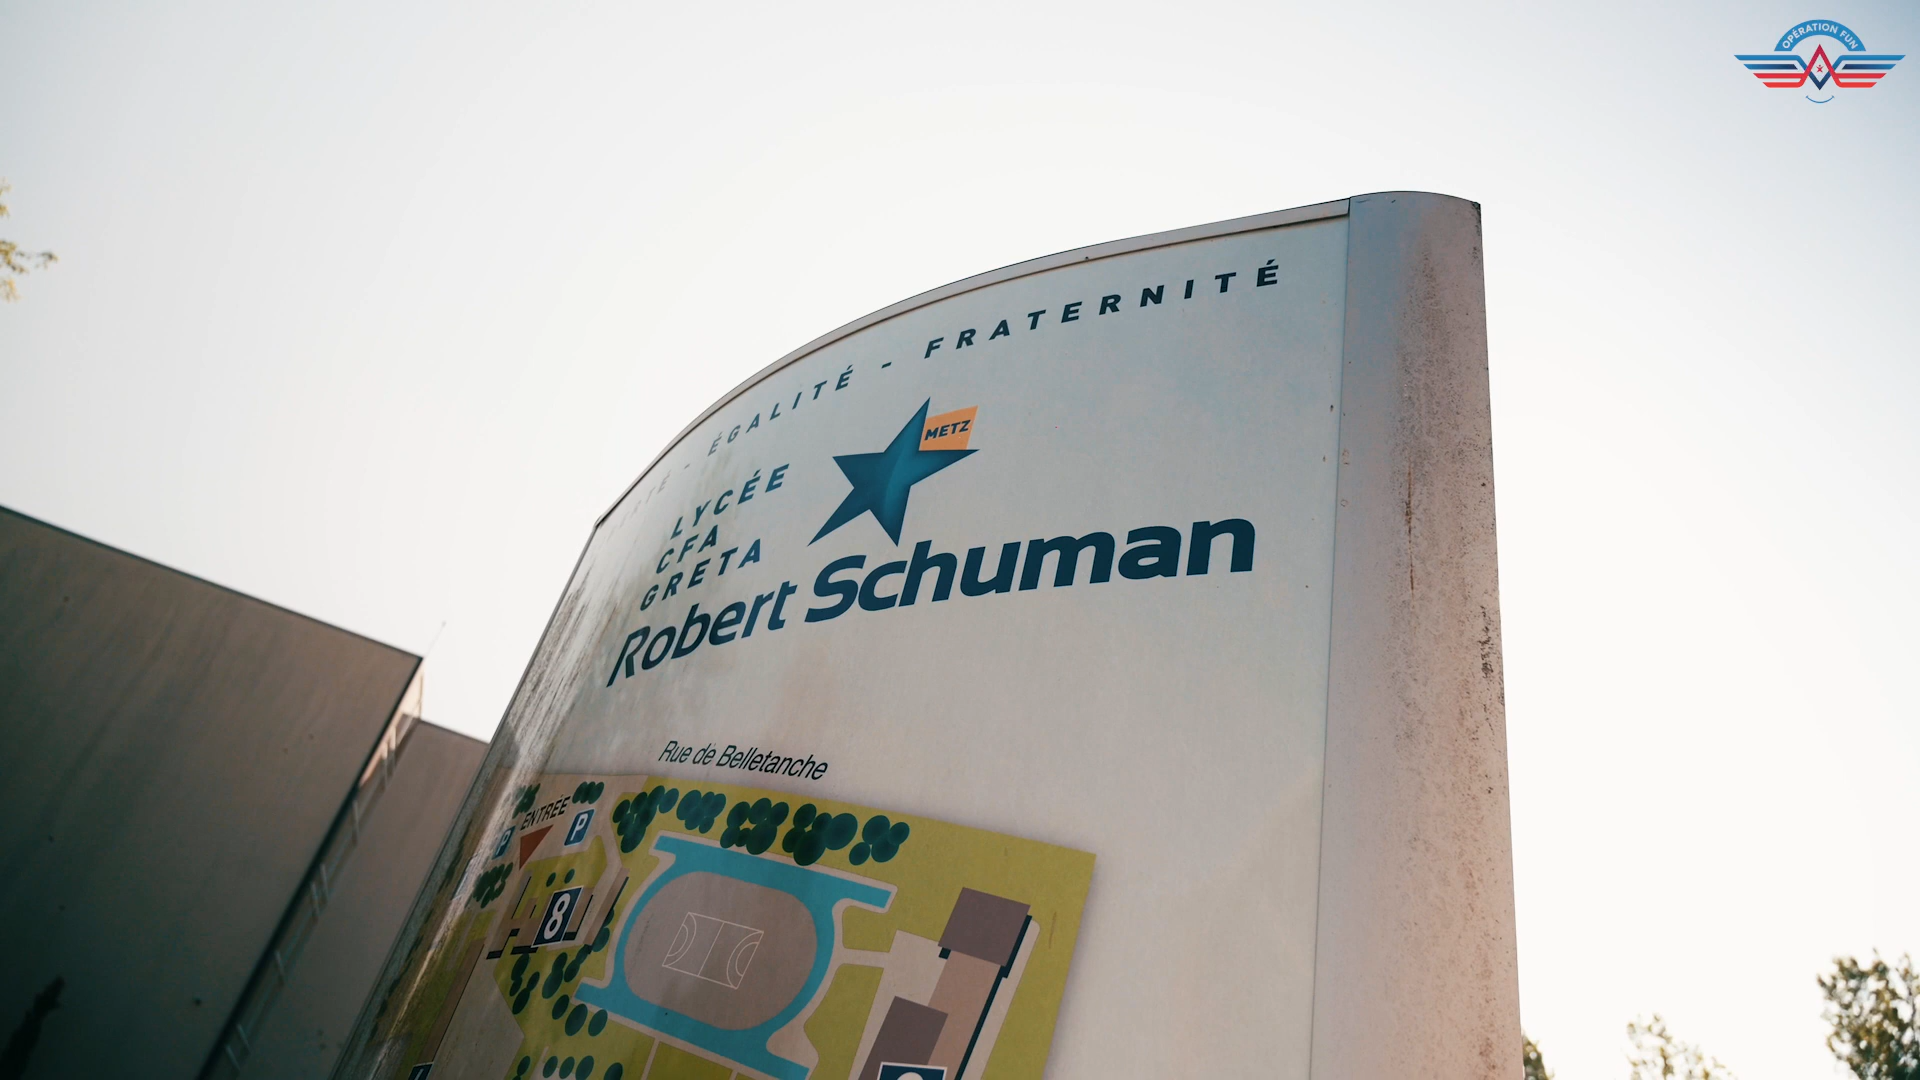 OPÉRATION FUN
ÉGALITÉ - FRATERNITÉ
METZ
LYCÉE
CFA
GRETA
Robert Schuman
Rue de Belletanche
ENTRÉE
P
P
8